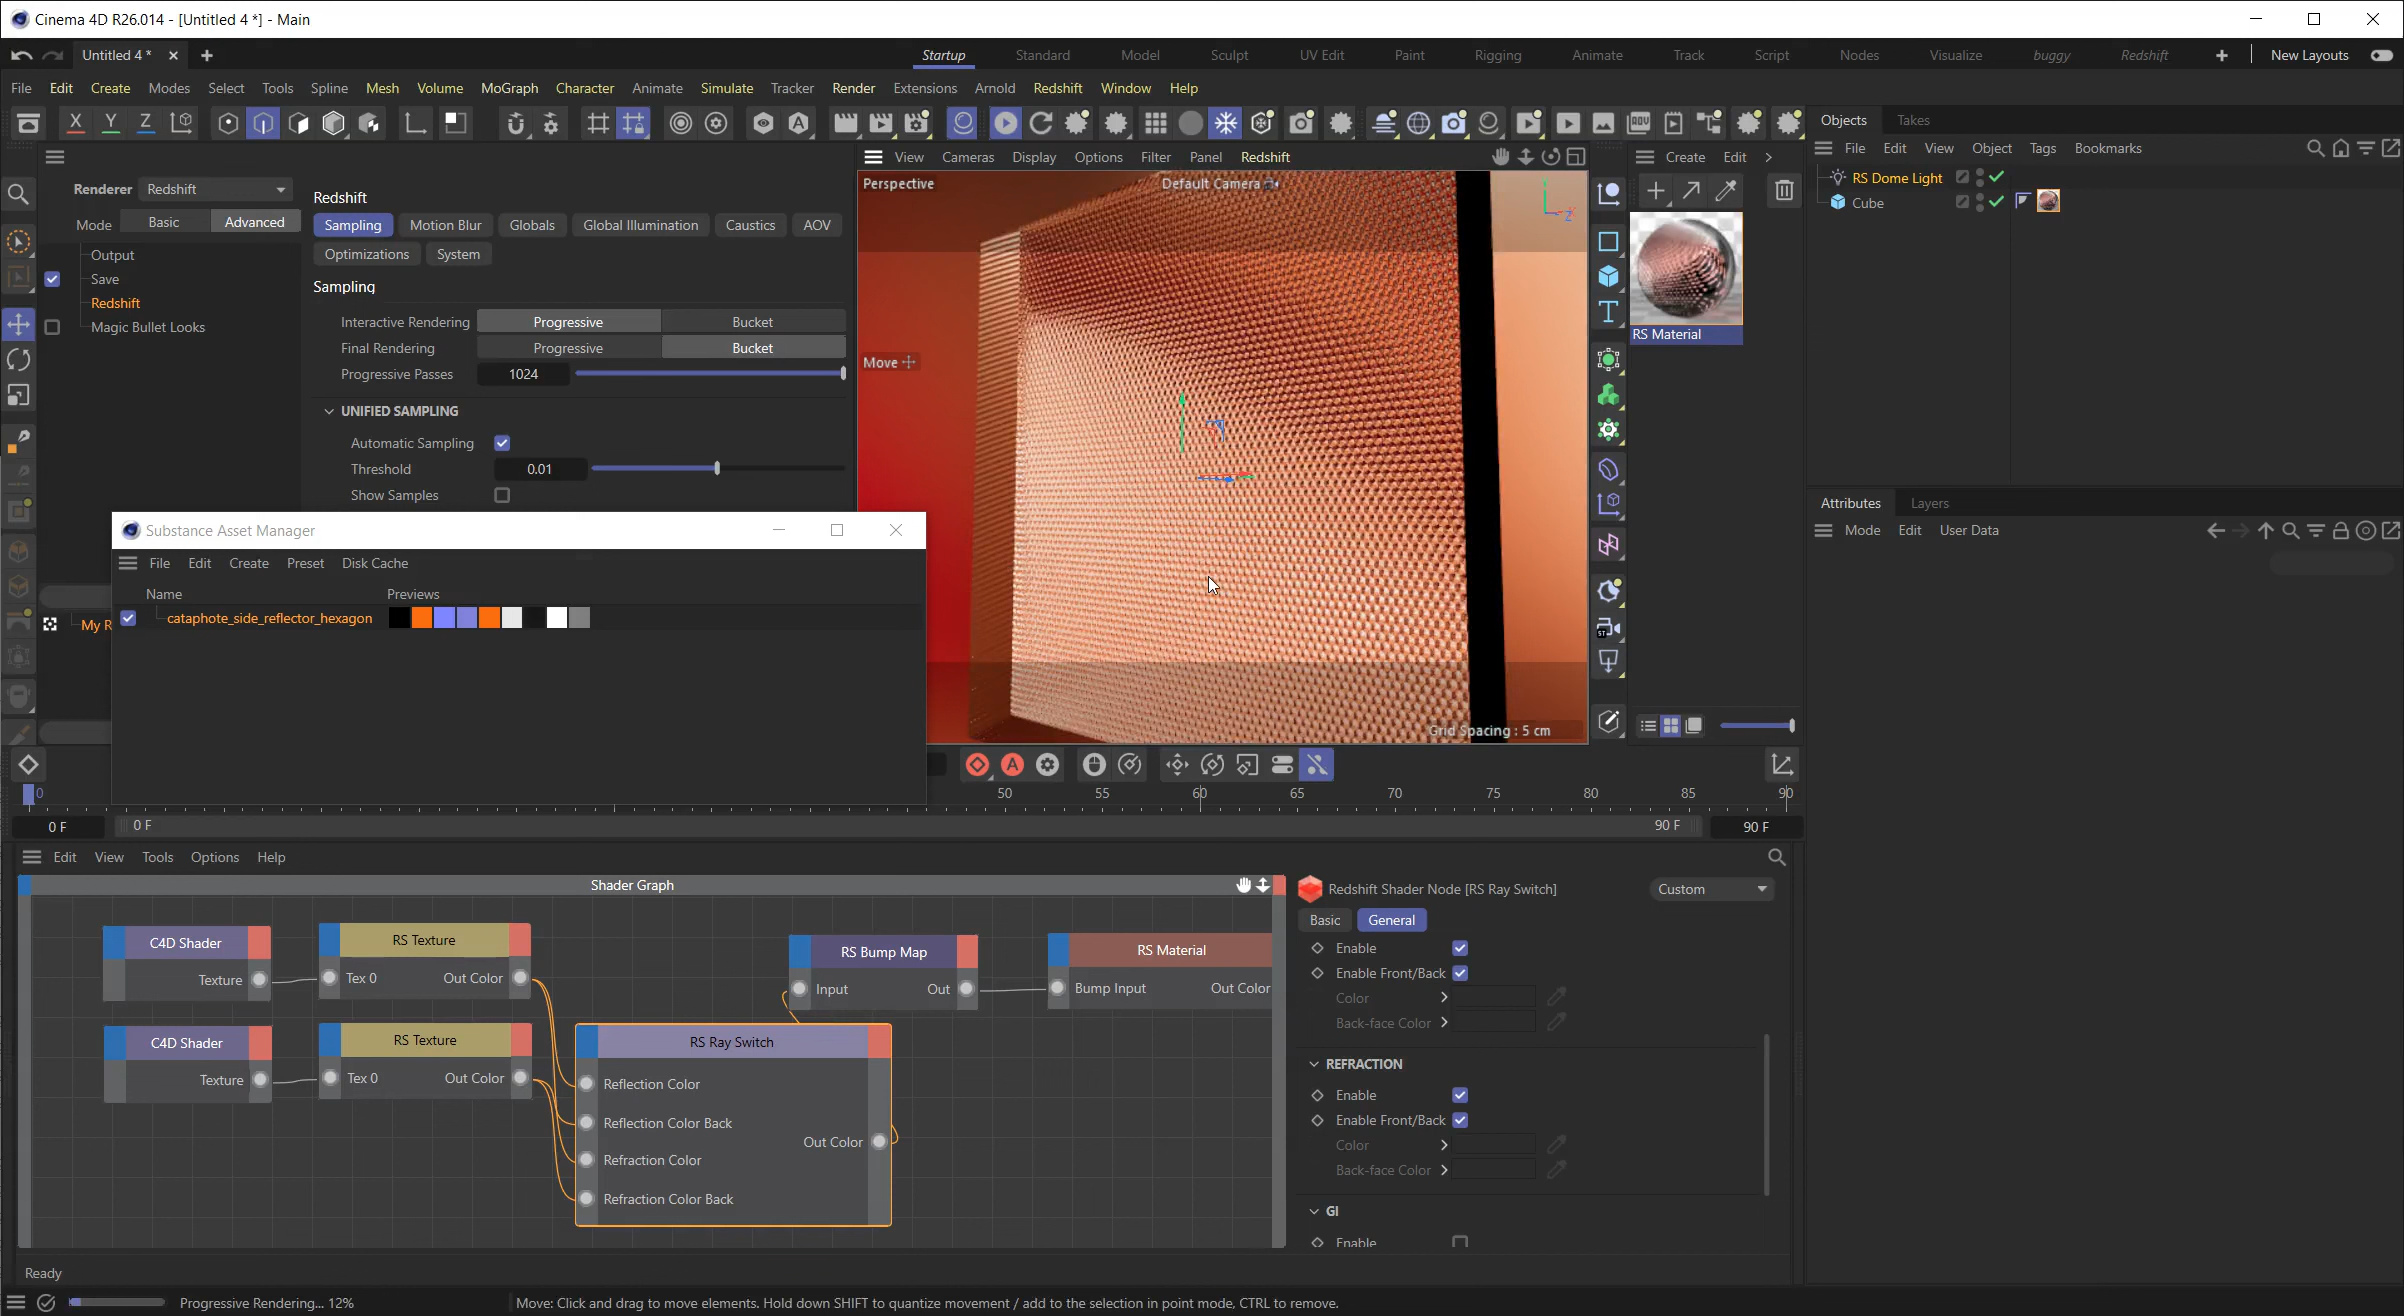 Cinema 4D R26.014 - [Untitled 4 *] - Main
Untitled 4 *
Startup Standard Model Sculpt UV Edit Paint Rigging Animate Track Script Nodes Visualize buggy Redshift New Layouts
File Edit Create Modes Select Tools Spline Mesh Volume MoGraph Character Animate Simulate Tracker Render Extensions Arnold Redshift Window Help
X Y Z
Objects Takes
File Edit View Object Tags Bookmarks
RS Dome Light
Cube
Renderer Redshift
Mode Basic Advanced
Output
Save
Redshift
Magic Bullet Looks
My R
Redshift
Sampling Motion Blur Globals Global Illumination Caustics AOV
Optimizations System
Sampling
Interactive Rendering Progressive Bucket
Final Rendering Progressive Bucket
Progressive Passes 1024
UNIFIED SAMPLING
Automatic Sampling
Threshold 0.01
Show Samples
View Cameras Display Options Filter Panel Redshift
Perspective
Default Camera
Y
Z
Move
Grid Spacing : 5 cm
Create Edit
RS Material
Attributes Layers
Mode Edit User Data
Substance Asset Manager
File Edit Create Preset Disk Cache
Name Previews
cataphote_side_reflector_hexagon
0 50 55 60 65 70 75 80 85 90
0 F 0 F 90 F 90 F
Edit View Tools Options Help
Shader Graph
C4D Shader
Texture
RS Texture
Tex 0 Out Color
RS Bump Map
Input Out
RS Material
Bump Input Out Color
C4D Shader
Texture
RS Texture
Tex 0 Out Color
RS Ray Switch
Reflection Color
Reflection Color Back
Out Color
Refraction Color
Refraction Color Back
Redshift Shader Node [RS Ray Switch] Custom
Basic General
Enable
Enable Front/Back
Color
Back-face Color
REFRACTION
Enable
Enable Front/Back
Color
Back-face Color
GI
Enable
Ready
Progressive Rendering... 12%
Move: Click and drag to move elements. Hold down SHIFT to quantize movement / add to the selection in point mode, CTRL to remove.